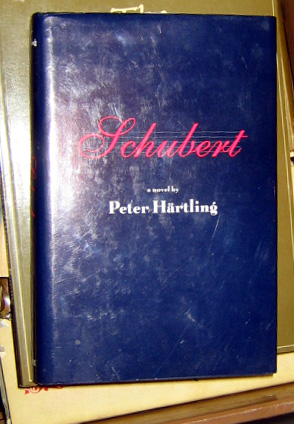 Schubert
a novel by
Peter Härtling